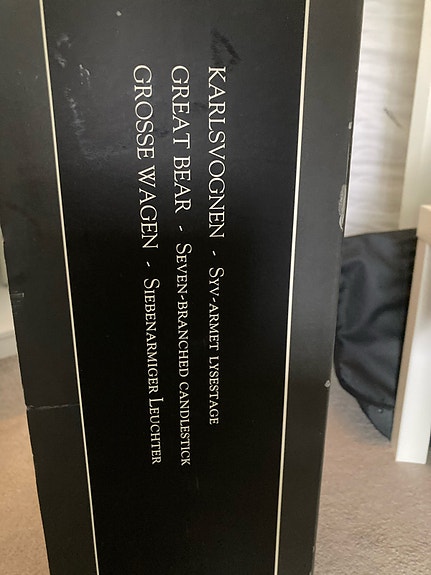 KARLSVOGNEN - SYV-ARMET LYSESTAGE
GREAT BEAR - SEVEN-BRANCHED CANDLESTICK
GROSSE WAGEN - SIEBENARMIGER LEUCHTER